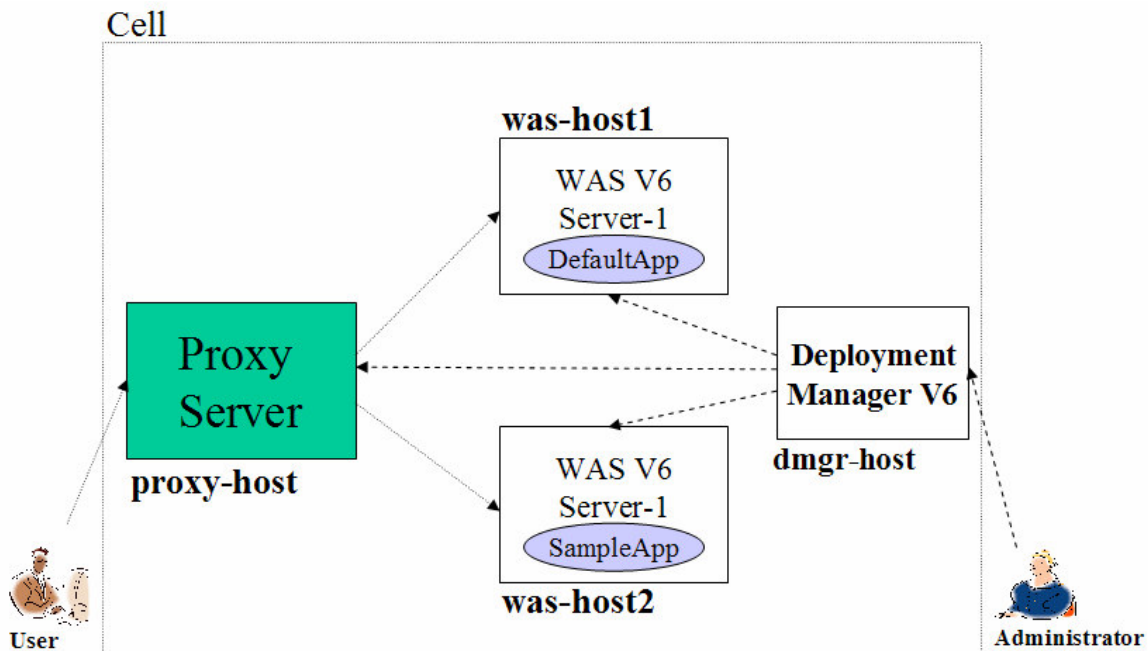 Cell
was-host1
WAS V6
Server-1
DefaultApp
Proxy
Server
proxy-host
Deployment
Manager V6
dmgr-host
WAS V6
Server-1
SampleApp
was-host2
User
Administrator